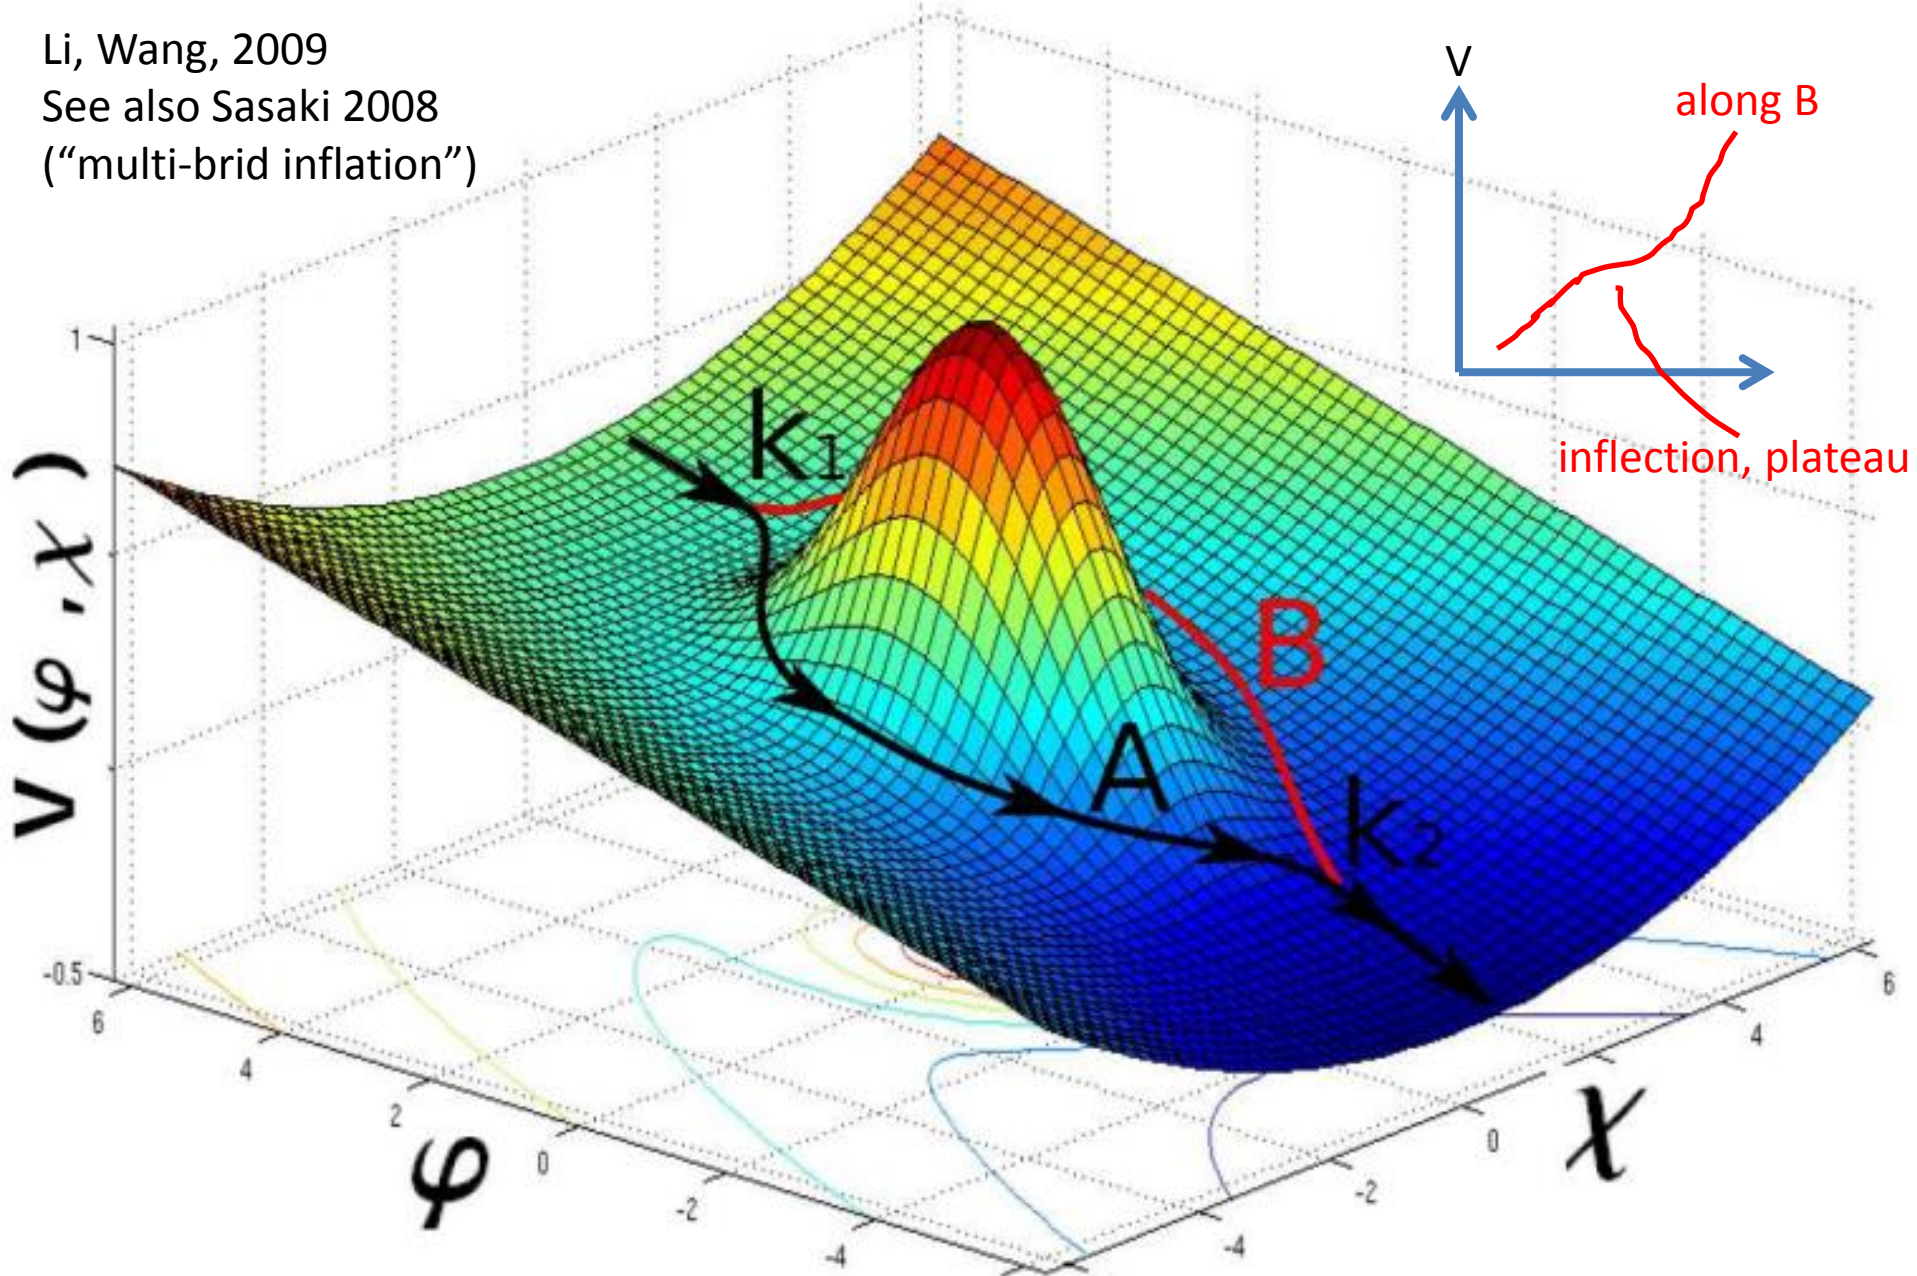 Li, Wang, 2009
See also Sasaki 2008
(“multi-brid inflation”)
V
along B
inflection, plateau
1
-0.5
V (φ , χ )
k1
B
A
k2
6
4
2
0
-2
-4
φ
-4
-2
0
4
6
χ